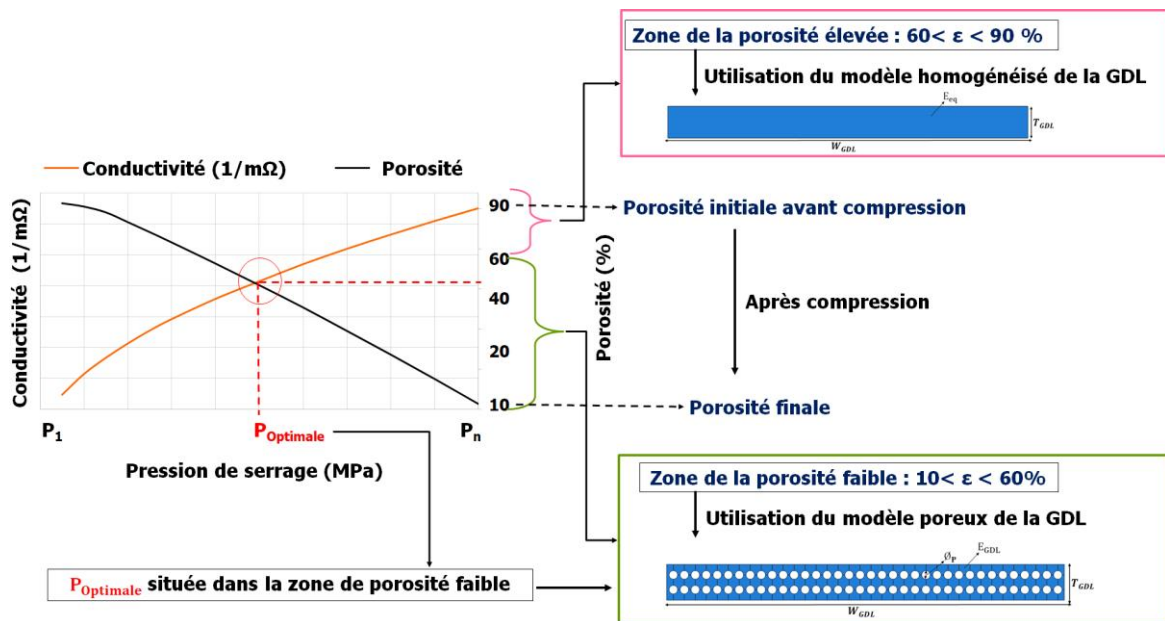 Zone de la porosité élevée : 60< ε < 90 %
Utilisation du modèle homogénéisé de la GDL
E_eq
T_GDL
W_GDL
Conductivité (1/mΩ)
Porosité
Conductivité (1/mΩ)
90
60
40
20
10
Porosité (%)
P_1
P_Optimale
P_n
Pression de serrage (MPa)
Porosité initiale avant compression
Après compression
Porosité finale
Zone de la porosité faible : 10< ε < 60%
Utilisation du modèle poreux de la GDL
Ø_P
E_GDL
T_GDL
W_GDL
P_Optimale située dans la zone de porosité faible